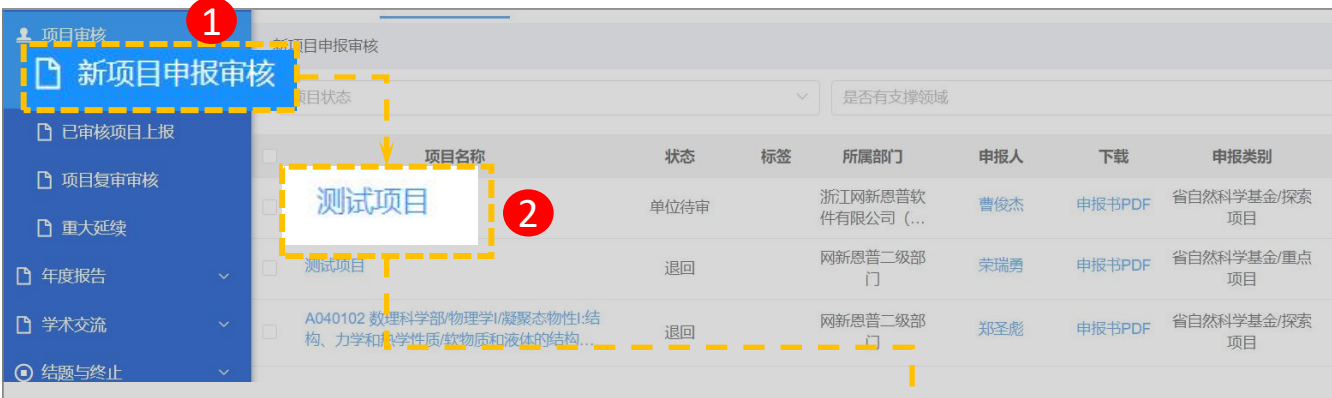 项目审核
1
新项目申报审核
已审核项目上报
项目复审审核
重大延续
年度报告
学术交流
结题与终止
新项目申报审核
项目状态
是否有支撑领域
项目名称 状态 标签 所属部门 申报人 下载 申报类别
测试项目
2
单位待审
浙江网新恩普软
件有限公司（...
曹俊杰
申报书PDF
省自然科学基金/探索
项目
测试项目
退回
网新恩普二级部
门
荣瑞勇
申报书PDF
省自然科学基金/重点
项目
A040102 数理科学部/物理学I/凝聚态物性I:结
构、力学和热学性质/软物质和液体的结构...
退回
网新恩普二级部
门
郑圣彪
申报书PDF
省自然科学基金/探索
项目